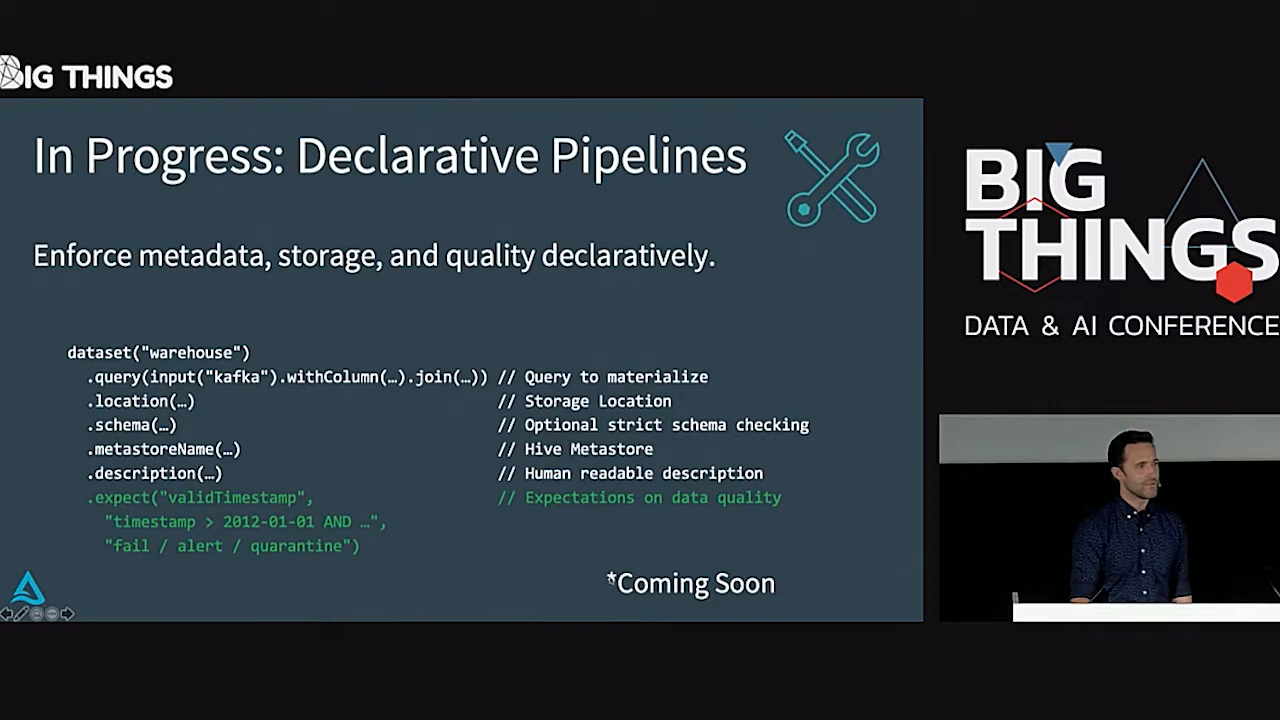 BIG THINGS
In Progress: Declarative Pipelines
Enforce metadata, storage, and quality declaratively.
dataset("warehouse")
.query(input("kafka").withColumn(…).join(…)) // Query to materialize
.location(…) // Storage Location
.schema(…) // Optional strict schema checking
.metastoreName(…) // Hive Metastore
.description(…) // Human readable description
.expect("validTimestamp", // Expectations on data quality
"timestamp > 2012-01-01 AND …",
"fail / alert / quarantine")
*Coming Soon
BIG
THINGS
DATA & AI CONFERENCE